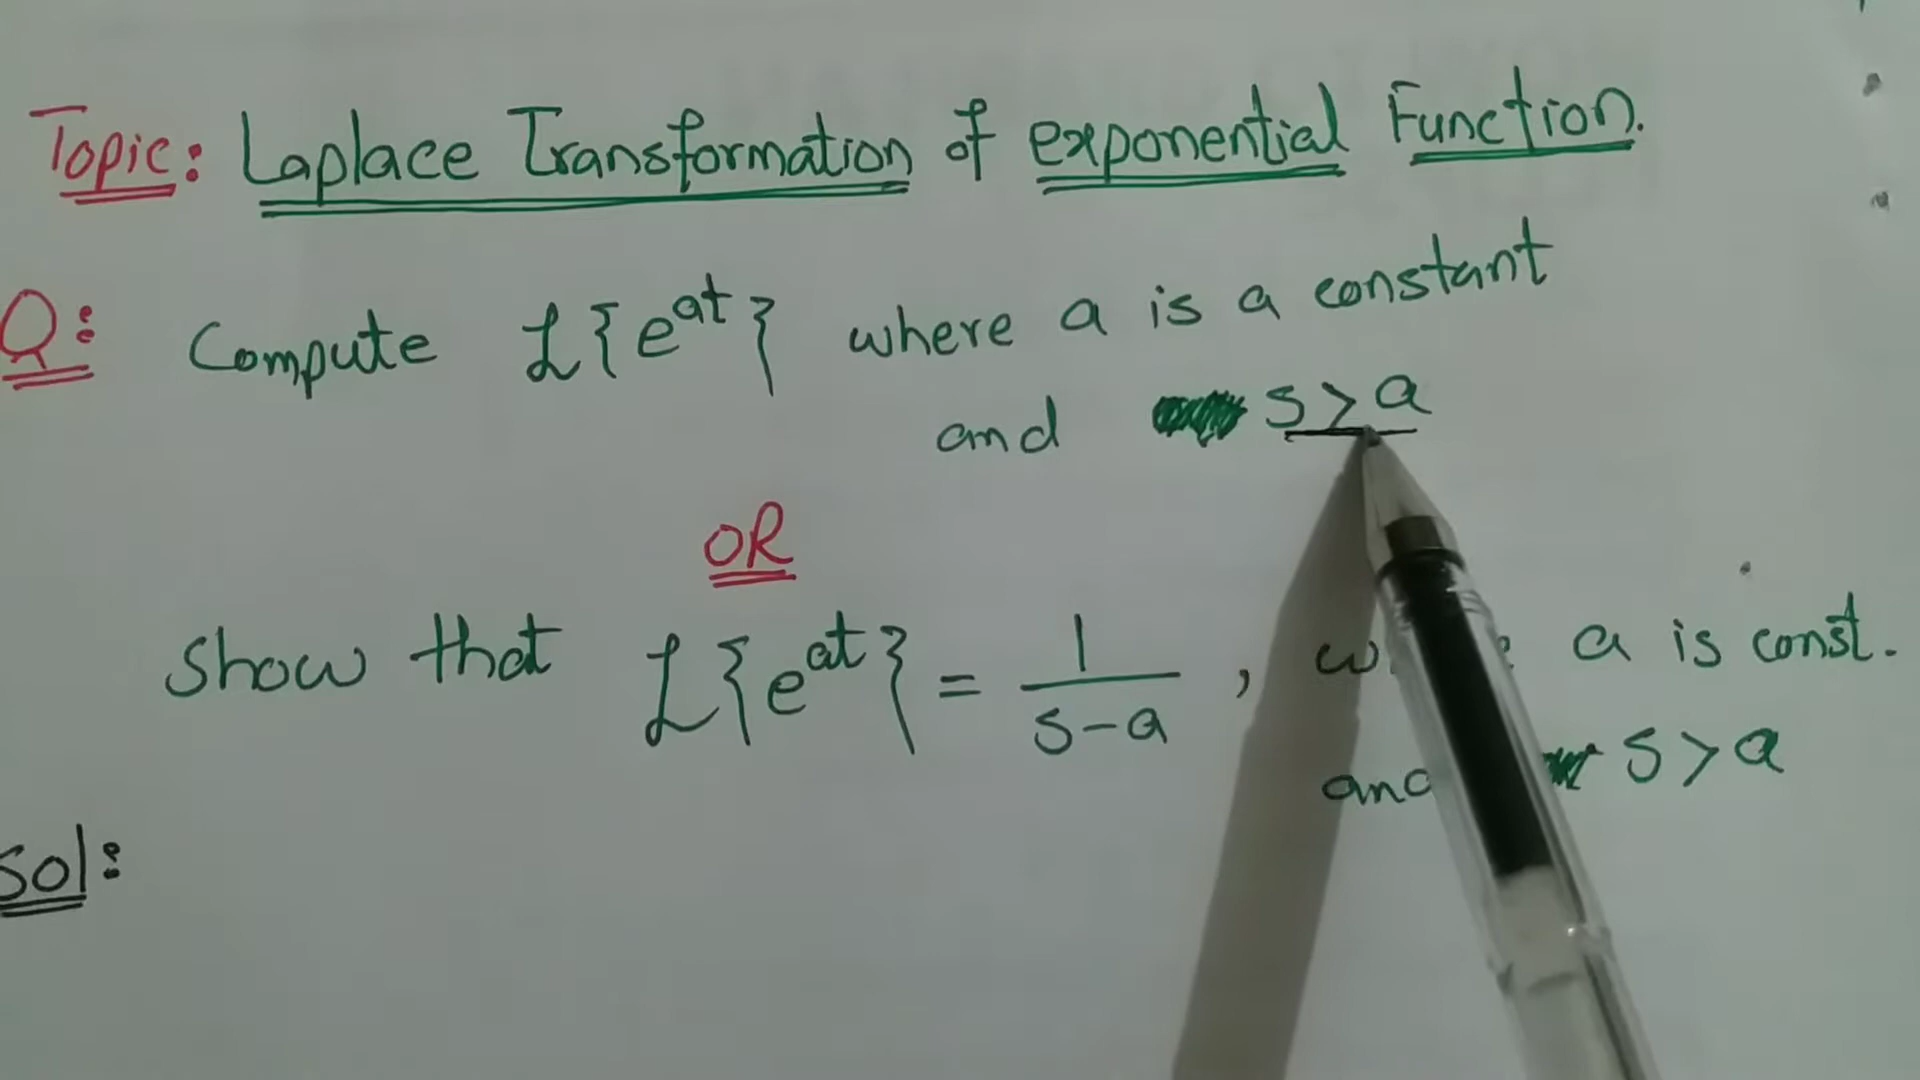 Topic: Laplace Transformation of exponential Function.
Q: Compute ℒ{e^{at}} where a is a constant
and s>a
OR
Show that ℒ{e^{at}} = \frac{1}{s-a}, a is const.
and s>a
Sol: